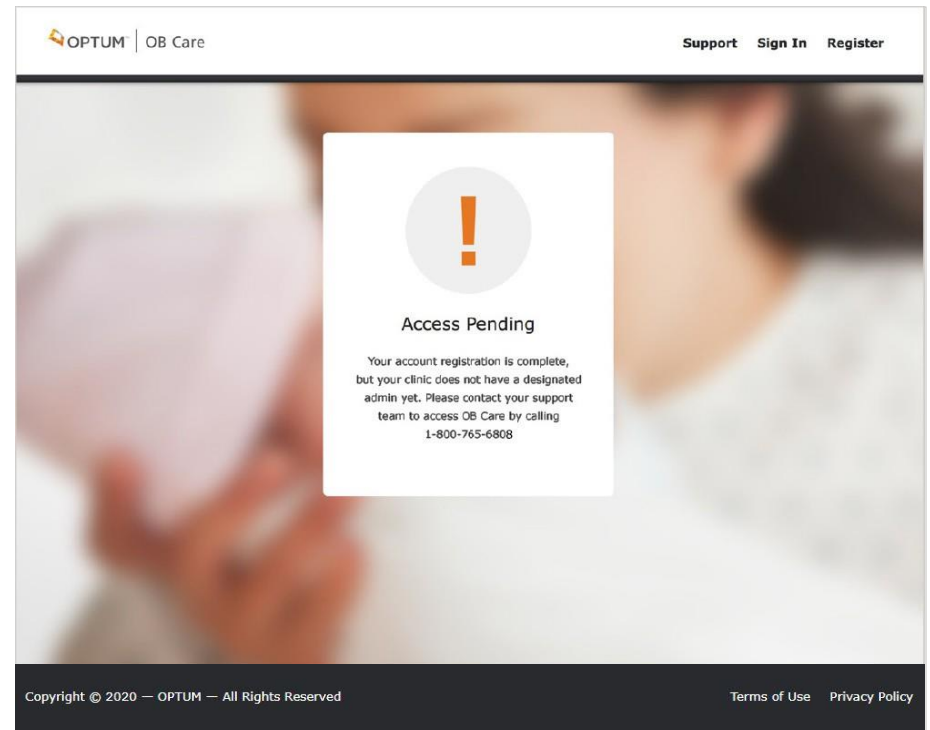 OPTUM™ | OB Care
Support Sign In Register
!
Access Pending
Your account registration is complete,
but your clinic does not have a designated
admin yet. Please contact your support
team to access OB Care by calling
1-800-765-6808
Copyright © 2020 — OPTUM — All Rights Reserved
Terms of Use Privacy Policy